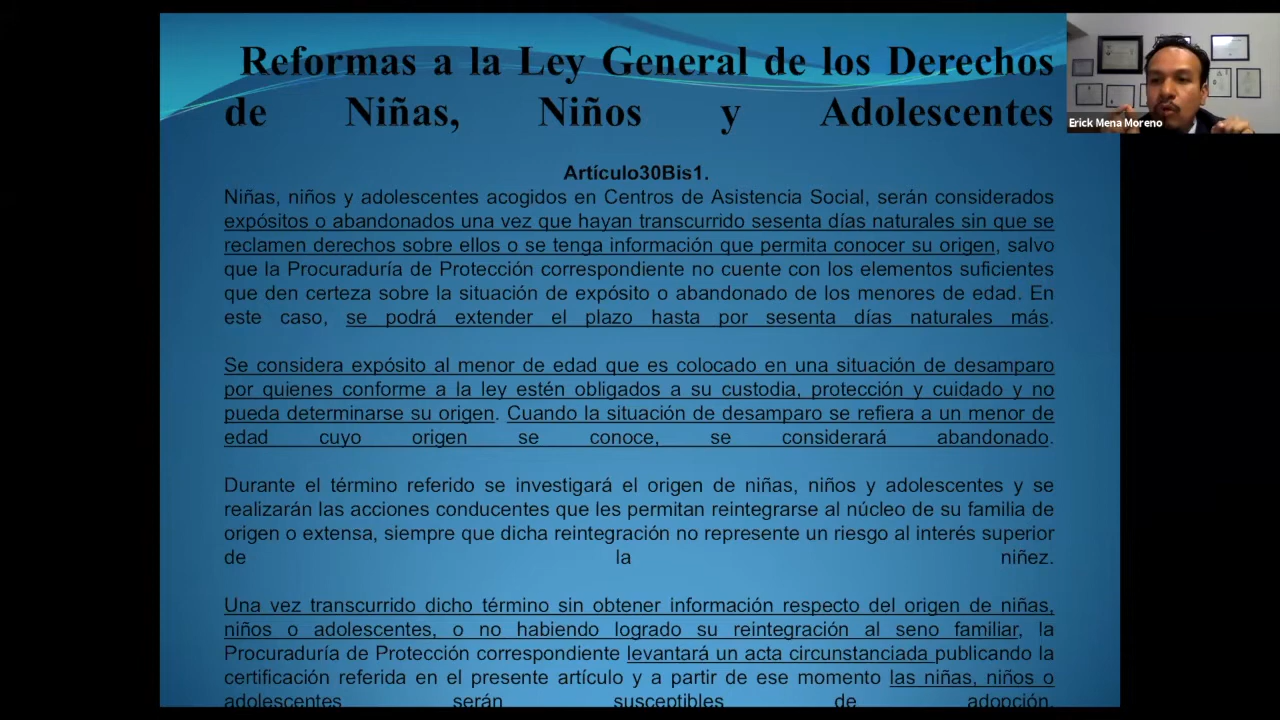 Reformas a la Ley General de los Derechos
de Niñas, Niños y Adolescentes
Artículo30Bis1.
Niñas, niños y adolescentes acogidos en Centros de Asistencia Social, serán considerados
expósitos o abandonados una vez que hayan transcurrido sesenta días naturales sin que se
reclamen derechos sobre ellos o se tenga información que permita conocer su origen, salvo
que la Procuraduría de Protección correspondiente no cuente con los elementos suficientes
que den certeza sobre la situación de expósito o abandonado de los menores de edad. En
este caso, se podrá extender el plazo hasta por sesenta días naturales más.
Se considera expósito al menor de edad que es colocado en una situación de desamparo
por quienes conforme a la ley estén obligados a su custodia, protección y cuidado y no
pueda determinarse su origen. Cuando la situación de desamparo se refiera a un menor de
edad cuyo origen se conoce, se considerará abandonado.
Durante el término referido se investigará el origen de niñas, niños y adolescentes y se
realizarán las acciones conducentes que les permitan reintegrarse al núcleo de su familia de
origen o extensa, siempre que dicha reintegración no represente un riesgo al interés superior
de la niñez.
Una vez transcurrido dicho término sin obtener información respecto del origen de niñas,
niños o adolescentes, o no habiendo logrado su reintegración al seno familiar, la
Procuraduría de Protección correspondiente levantará un acta circunstanciada publicando la
certificación referida en el presente artículo y a partir de ese momento las niñas, niños o
adolescentes serán susceptibles de adopción.
Erick Mena Moreno